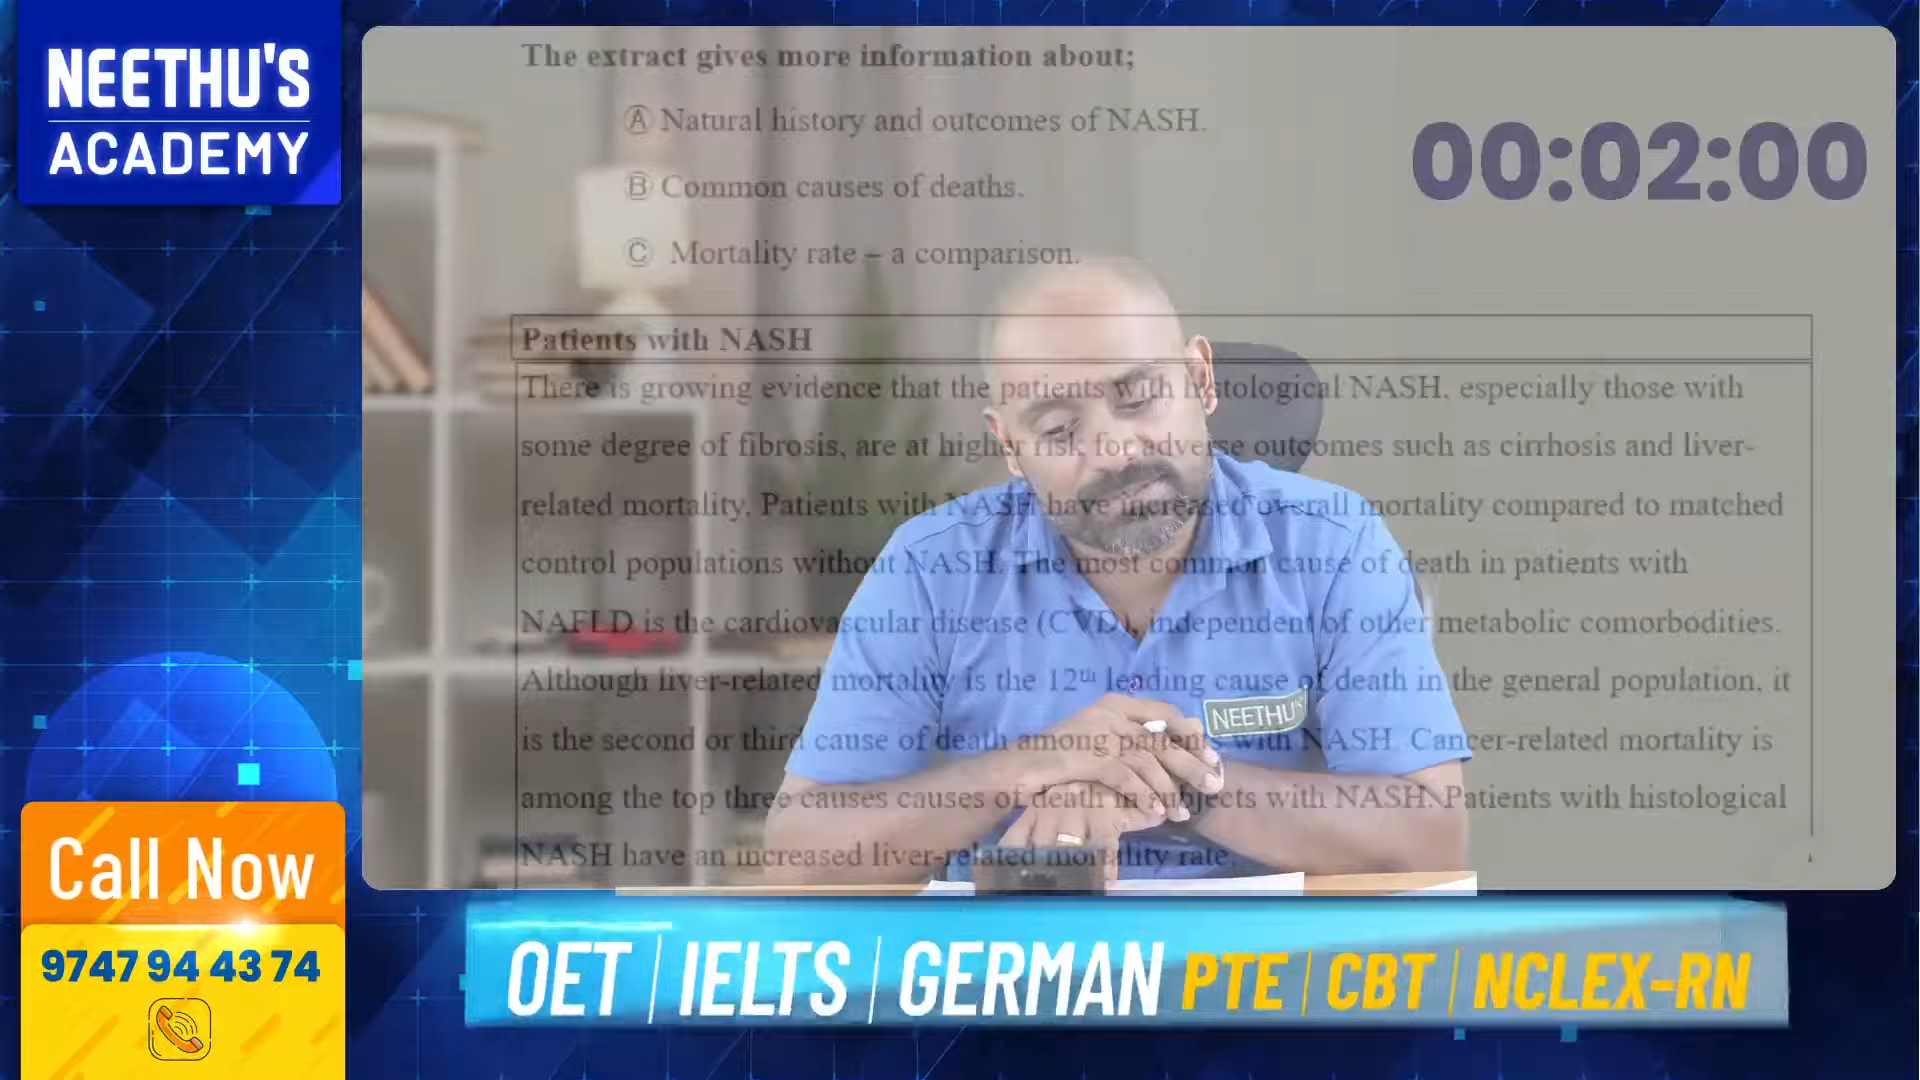 NEETHU'S
ACADEMY
The extract gives more information about;
Ⓐ Natural history and outcomes of NASH.
Ⓑ Common causes of deaths.
Ⓒ Mortality rate – a comparison.
00:02:00
Patients with NASH
There is growing evidence that the patients with histological NASH, especially those with
some degree of fibrosis, are at higher risk for adverse outcomes such as cirrhosis and liver-
related mortality. Patients with NASH have increased overall mortality compared to matched
control populations without NASH. The most common cause of death in patients with
NAFLD is the cardiovascular disease (CVD), independent of other metabolic comorbodities.
Although liver-related mortality is the 12th leading cause of death in the general population, it
is the second or third cause of death among patients with NASH. Cancer-related mortality is
among the top three causes causes of death in subjects with NASH. Patients with histological
NASH have an increased liver-related mortality rate.
NEETHU'S
Call Now
9747 94 43 74
OET | IELTS | GERMAN PTE | CBT | NCLEX-RN